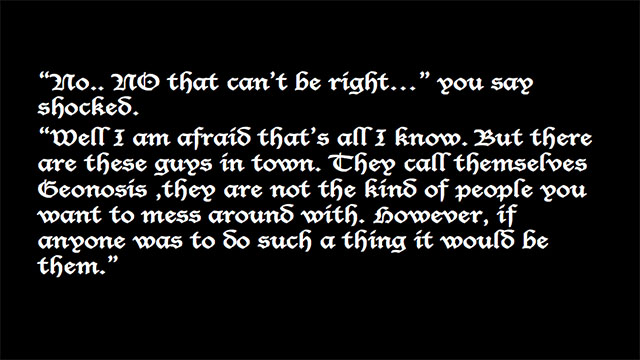 “No.. NO that can’t be right…” you say
shocked.
“Well I am afraid that’s all I know. But there
are these guys in town. They call themselves
Geonosis ,they are not the kind of people you
want to mess around with. However, if
anyone was to do such a thing it would be
them.”